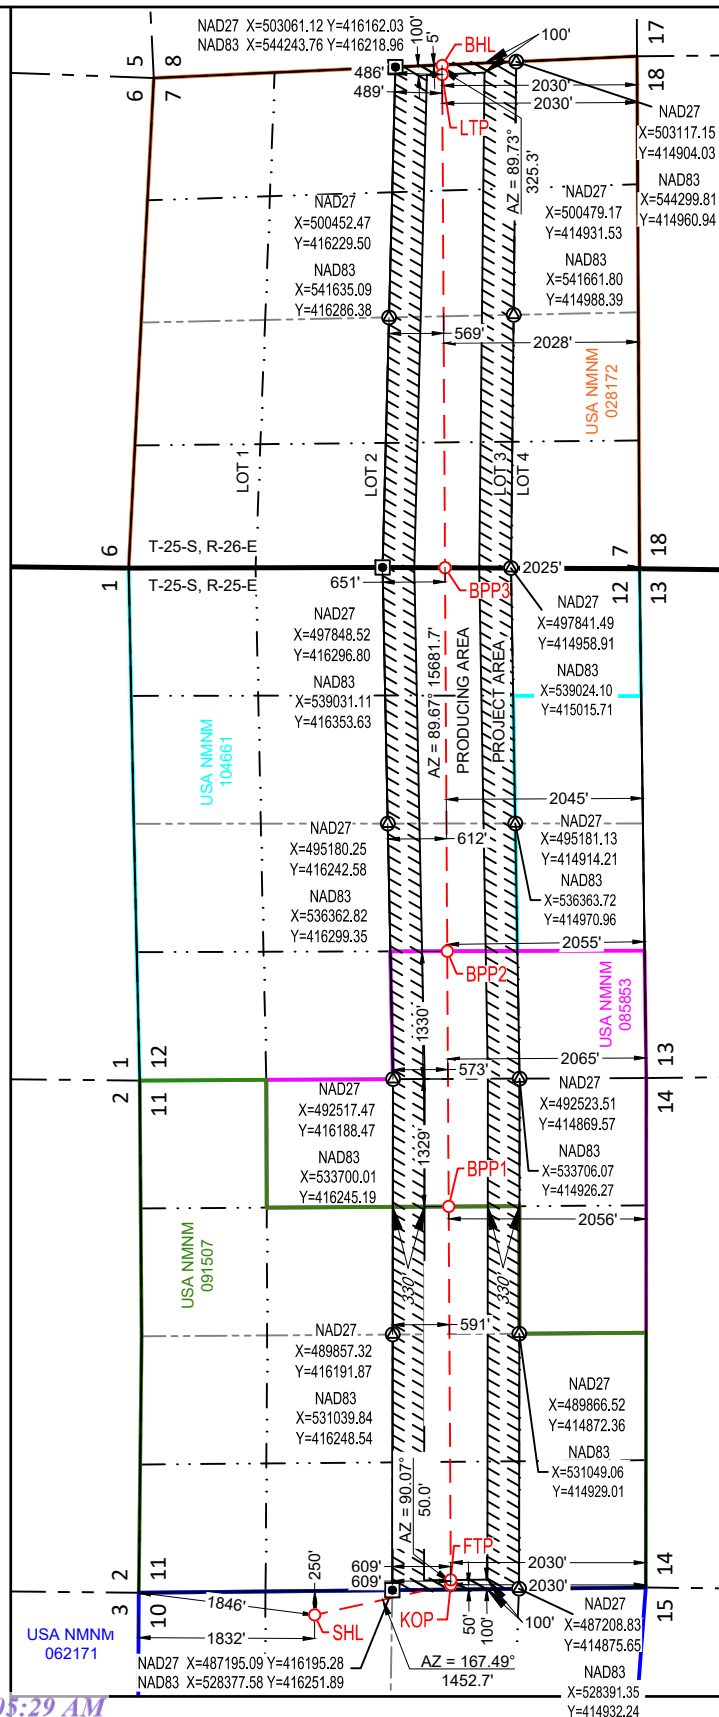 NAD27 X=503061.12 Y=416162.03
NAD83 X=544243.76 Y=416218.96
100'
5'
BHL
100'
17
5
8
6
7
18
486'
489'
2030'
2030'
LTP
NAD27
X=503117.15
Y=414904.03
NAD83
X=544299.81
Y=414960.94
AZ = 89.73°
325.3'
NAD27
X=500452.47
Y=416229.50
NAD83
X=541635.09
Y=416286.38
NAD27
X=500479.17
Y=414931.53
NAD83
X=541661.80
Y=414988.39
569'
2028'
USA NMNM
028172
LOT 1
LOT 2
LOT 3
LOT 4
6
T-25-S, R-26-E
7
18
1
T-25-S, R-25-E
12
13
651'
BPP3
2025'
NAD27
X=497848.52
Y=416296.80
NAD83
X=539031.11
Y=416353.63
NAD27
X=497841.49
Y=414958.91
NAD83
X=539024.10
Y=415015.71
AZ = 89.67° 15681.7'
PRODUCING AREA
PROJECT AREA
USA NMNM
104661
2045'
612'
NAD27
X=495180.25
Y=416242.58
NAD83
X=536362.82
Y=416299.35
NAD27
X=495181.13
Y=414914.21
NAD83
X=536363.72
Y=414970.96
2055'
BPP2
USA NMNM
085853
1330'
1
12
2065'
13
573'
2
11
14
NAD27
X=492517.47
Y=416188.47
NAD83
X=533700.01
Y=416245.19
NAD27
X=492523.51
Y=414869.57
NAD83
X=533706.07
Y=414926.27
1329'
BPP1
2056'
330'
330'
USA NMNM
091507
591'
NAD27
X=489857.32
Y=416191.87
NAD83
X=531039.84
Y=416248.54
NAD27
X=489866.52
Y=414872.36
NAD83
X=531049.06
Y=414929.01
AZ = 90.07°
50.0'
FTP
2
11
250'
609'
609'
2030'
2030'
14
3
10
15
1846'
SHL
KOP
50'
100'
100'
1832'
USA NMNM
062171
NAD27 X=487195.09 Y=416195.28
NAD83 X=528377.58 Y=416251.89
AZ = 167.49°
1452.7'
NAD27
X=487208.83
Y=414875.65
NAD83
X=528391.35
Y=414932.24
05:29 AM